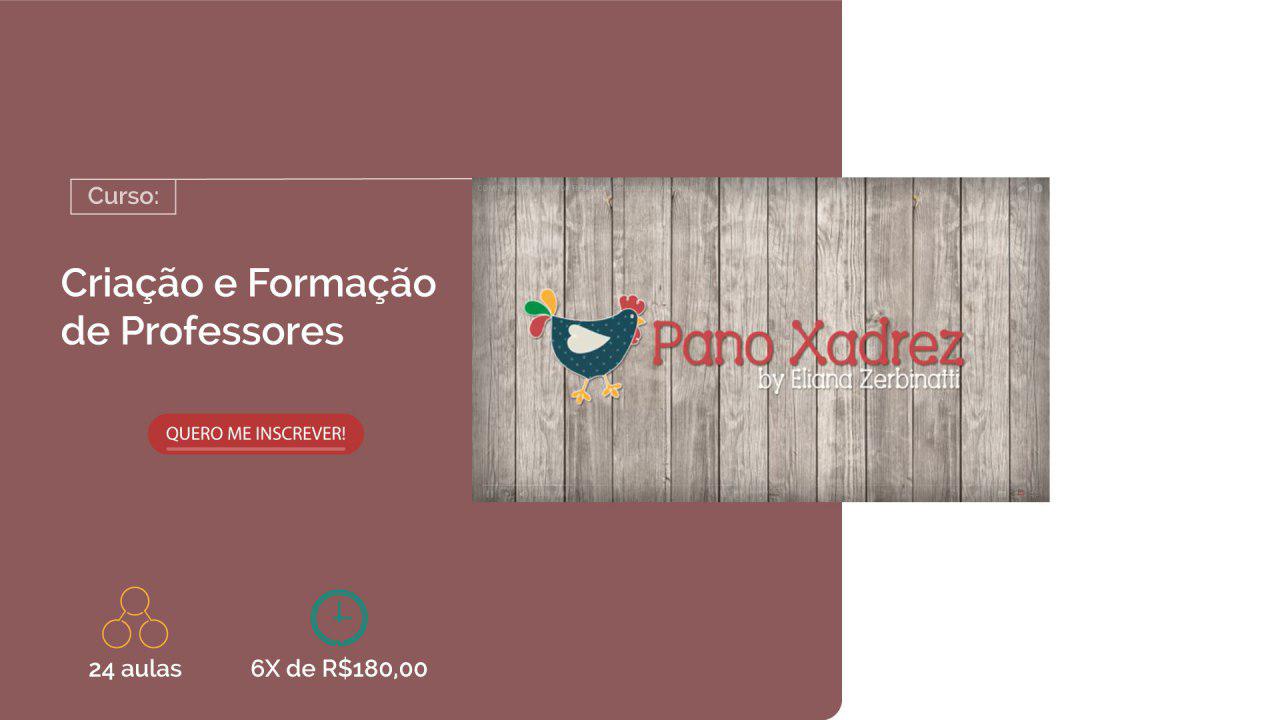 Curso:
Criação e Formação
de Professores
QUERO ME INSCREVER!
Pano Xadrez
by Eliana Zerbinatti
24 aulas
6X de R$180,00